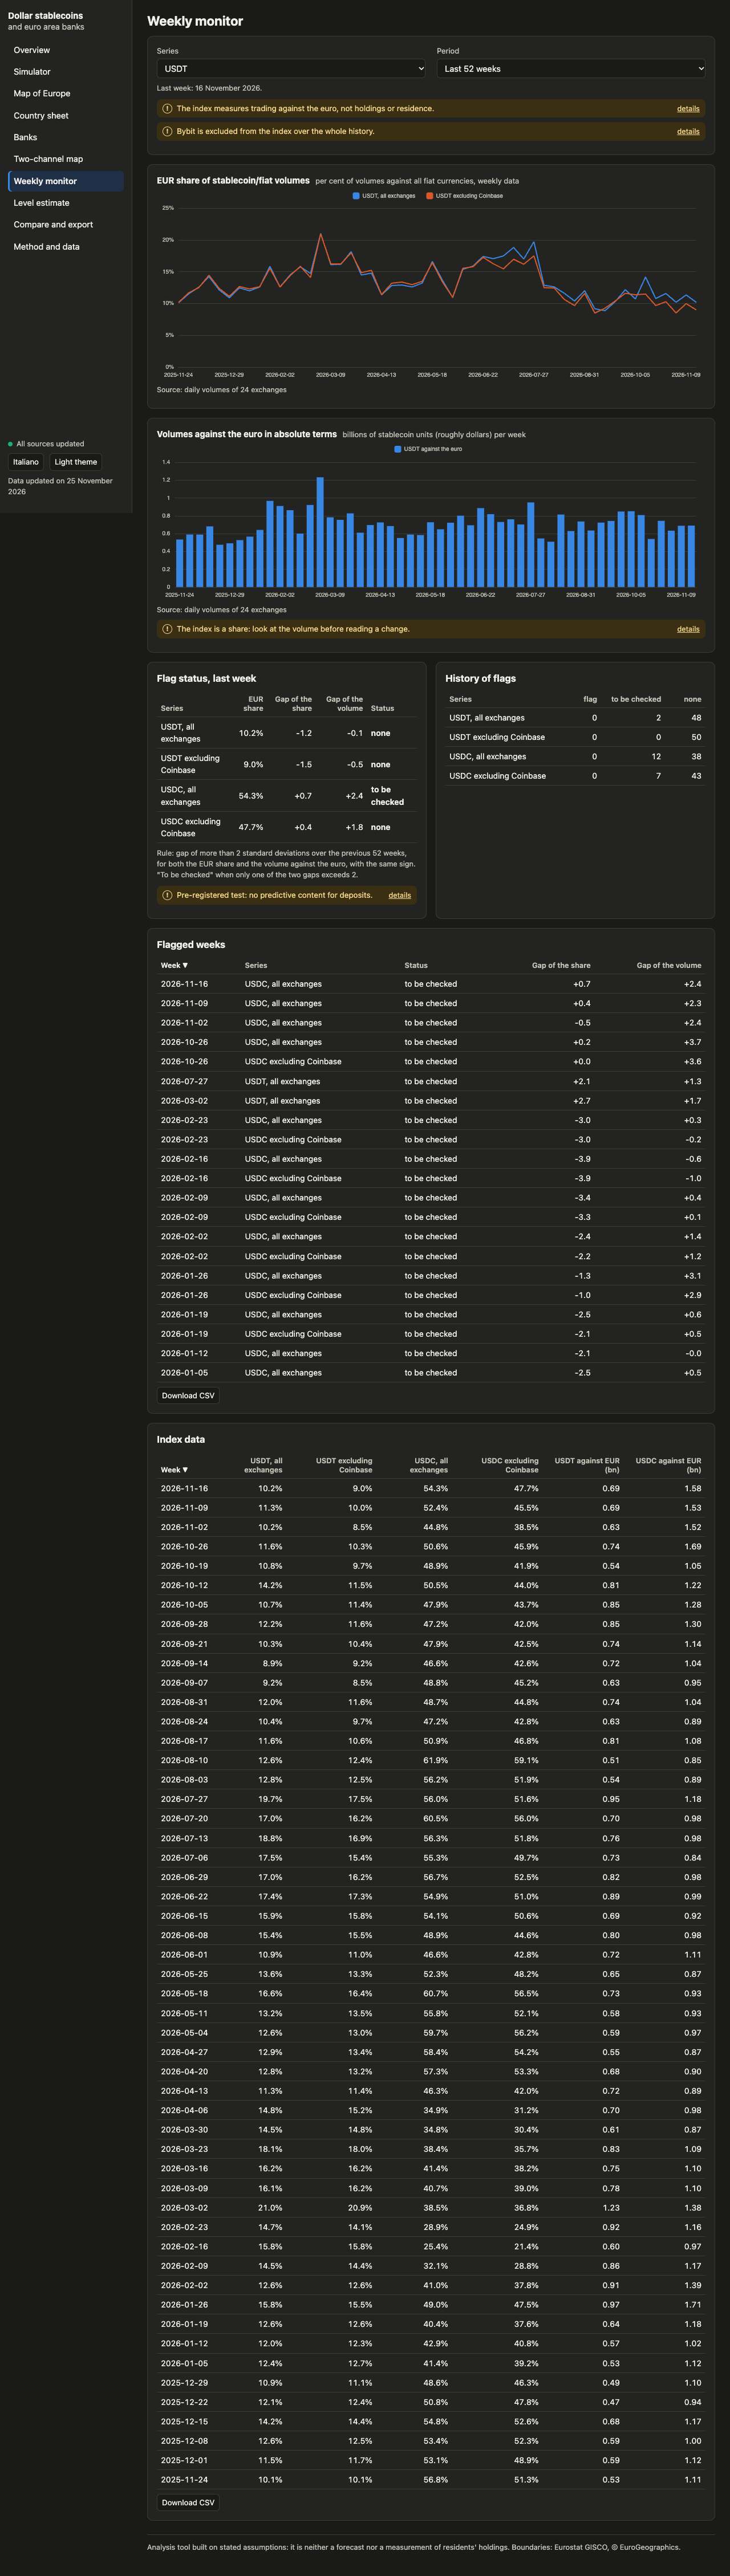 Dollar stablecoins
and euro area banks
Overview
Simulator
Map of Europe
Country sheet
Banks
Two-channel map
Weekly monitor
Level estimate
Compare and export
Method and data
All sources updated
Italiano Light theme
Data updated on 25 November
2026
Weekly monitor
Series Period
USDT Last 52 weeks
Last week: 16 November 2026.
The index measures trading against the euro, not holdings or residence. details
Bybit is excluded from the index over the whole history. details
EUR share of stablecoin/fiat volumes per cent of volumes against all fiat currencies, weekly data
USDT, all exchanges USDT excluding Coinbase
25%
20%
15%
10%
5%
0%
2025-11-24 2025-12-29 2026-02-02 2026-03-09 2026-04-13 2026-05-18 2026-06-22 2026-07-27 2026-08-31 2026-10-05 2026-11-09
Source: daily volumes of 24 exchanges
Volumes against the euro in absolute terms billions of stablecoin units (roughly dollars) per week
USDT against the euro
1.4
1.2
1
0.8
0.6
0.4
0.2
0
2025-11-24 2025-12-29 2026-02-02 2026-03-09 2026-04-13 2026-05-18 2026-06-22 2026-07-27 2026-08-31 2026-10-05 2026-11-09
Source: daily volumes of 24 exchanges
The index is a share: look at the volume before reading a change. details
Flag status, last week
EUR Gap of the Gap of the
Series share share volume Status
USDT, all
exchanges 10.2% -1.2 -0.1 none
USDT excluding
Coinbase 9.0% -1.5 -0.5 none
USDC, all
exchanges 54.3% +0.7 +2.4 to be
checked
USDC excluding
Coinbase 47.7% +0.4 +1.8 none
Rule: gap of more than 2 standard deviations over the previous 52 weeks,
for both the EUR share and the volume against the euro, with the same sign.
"To be checked" when only one of the two gaps exceeds 2.
Pre-registered test: no predictive content for deposits. details
History of flags
Series flag to be checked none
USDT, all exchanges 0 2 48
USDT excluding Coinbase 0 0 50
USDC, all exchanges 0 12 38
USDC excluding Coinbase 0 7 43
Flagged weeks
Week ▼ Series Status Gap of the share Gap of the volume
2026-11-16 USDC, all exchanges to be checked +0.7 +2.4
2026-11-09 USDC, all exchanges to be checked +0.4 +2.3
2026-11-02 USDC, all exchanges to be checked -0.5 +2.4
2026-10-26 USDC, all exchanges to be checked +0.2 +3.7
2026-10-26 USDC excluding Coinbase to be checked +0.0 +3.6
2026-07-27 USDT, all exchanges to be checked +2.1 +1.3
2026-03-02 USDT, all exchanges to be checked +2.7 +1.7
2026-02-23 USDC, all exchanges to be checked -3.0 +0.3
2026-02-23 USDC excluding Coinbase to be checked -3.0 -0.2
2026-02-16 USDC, all exchanges to be checked -3.9 -0.6
2026-02-16 USDC excluding Coinbase to be checked -3.9 -1.0
2026-02-09 USDC, all exchanges to be checked -3.4 +0.4
2026-02-09 USDC excluding Coinbase to be checked -3.3 +0.1
2026-02-02 USDC, all exchanges to be checked -2.4 +1.4
2026-02-02 USDC excluding Coinbase to be checked -2.2 +1.2
2026-01-26 USDC, all exchanges to be checked -1.3 +3.1
2026-01-26 USDC excluding Coinbase to be checked -1.0 +2.9
2026-01-19 USDC, all exchanges to be checked -2.5 +0.6
2026-01-19 USDC excluding Coinbase to be checked -2.1 +0.5
2026-01-12 USDC, all exchanges to be checked -2.1 -0.0
2026-01-05 USDC, all exchanges to be checked -2.5 +0.5
Download CSV
Index data
USDT, all USDT excluding USDC, all USDC excluding USDT against EUR USDC against EUR
Week ▼ exchanges Coinbase exchanges Coinbase (bn) (bn)
2026-11-16 10.2% 9.0% 54.3% 47.7% 0.69 1.58
2026-11-09 11.3% 10.0% 52.4% 45.5% 0.69 1.53
2026-11-02 10.2% 8.5% 44.8% 38.5% 0.63 1.52
2026-10-26 11.6% 10.3% 50.6% 45.9% 0.74 1.69
2026-10-19 10.8% 9.7% 48.9% 41.9% 0.54 1.05
2026-10-12 14.2% 11.5% 50.5% 44.0% 0.81 1.22
2026-10-05 10.7% 11.4% 47.9% 43.7% 0.85 1.28
2026-09-28 12.2% 11.6% 47.2% 42.0% 0.85 1.30
2026-09-21 10.3% 10.4% 47.9% 42.5% 0.74 1.14
2026-09-14 8.9% 9.2% 46.6% 42.6% 0.72 1.04
2026-09-07 9.2% 8.5% 48.8% 45.2% 0.63 0.95
2026-08-31 12.0% 11.6% 48.7% 44.8% 0.74 1.04
2026-08-24 10.4% 9.7% 47.2% 42.8% 0.63 0.89
2026-08-17 11.6% 10.6% 50.9% 46.8% 0.81 1.08
2026-08-10 12.6% 12.4% 61.9% 59.1% 0.51 0.85
2026-08-03 12.8% 12.5% 56.2% 51.9% 0.54 0.89
2026-07-27 19.7% 17.5% 56.0% 51.6% 0.95 1.18
2026-07-20 17.0% 16.2% 60.5% 56.0% 0.70 0.98
2026-07-13 18.8% 16.9% 56.3% 51.8% 0.76 0.98
2026-07-06 17.5% 15.4% 55.3% 49.7% 0.73 0.84
2026-06-29 17.0% 16.2% 56.7% 52.5% 0.82 0.98
2026-06-22 17.4% 17.3% 54.9% 51.0% 0.89 0.99
2026-06-15 15.9% 15.8% 54.1% 50.6% 0.69 0.92
2026-06-08 15.4% 15.5% 48.9% 44.6% 0.80 0.98
2026-06-01 10.9% 11.0% 46.6% 42.8% 0.72 1.11
2026-05-25 13.6% 13.3% 52.3% 48.2% 0.65 0.87
2026-05-18 16.6% 16.4% 60.7% 56.5% 0.73 0.93
2026-05-11 13.2% 13.5% 55.8% 52.1% 0.58 0.93
2026-05-04 12.6% 13.0% 59.7% 56.2% 0.59 0.97
2026-04-27 12.9% 13.4% 58.4% 54.2% 0.55 0.87
2026-04-20 12.8% 13.2% 57.3% 53.3% 0.68 0.90
2026-04-13 11.3% 11.4% 46.3% 42.0% 0.72 0.89
2026-04-06 14.8% 15.2% 34.9% 31.2% 0.70 0.98
2026-03-30 14.5% 14.8% 34.8% 30.4% 0.61 0.87
2026-03-23 18.1% 18.0% 38.4% 35.7% 0.83 1.09
2026-03-16 16.2% 16.2% 41.4% 38.2% 0.75 1.10
2026-03-09 16.1% 16.2% 40.7% 39.0% 0.78 1.10
2026-03-02 21.0% 20.9% 38.5% 36.8% 1.23 1.38
2026-02-23 14.7% 14.1% 28.9% 24.9% 0.92 1.16
2026-02-16 15.8% 15.8% 25.4% 21.4% 0.60 0.97
2026-02-09 14.5% 14.4% 32.1% 28.8% 0.86 1.17
2026-02-02 12.6% 12.6% 41.0% 37.8% 0.91 1.39
2026-01-26 15.8% 15.5% 49.0% 47.5% 0.97 1.71
2026-01-19 12.6% 12.6% 40.4% 37.6% 0.64 1.18
2026-01-12 12.0% 12.3% 42.9% 40.8% 0.57 1.02
2026-01-05 12.4% 12.7% 41.4% 39.2% 0.53 1.12
2025-12-29 10.9% 11.1% 48.6% 46.3% 0.49 1.10
2025-12-22 12.1% 12.4% 50.8% 47.8% 0.47 0.94
2025-12-15 14.2% 14.4% 54.8% 52.6% 0.68 1.17
2025-12-08 12.6% 12.5% 53.4% 52.3% 0.59 1.00
2025-12-01 11.5% 11.7% 53.1% 48.9% 0.59 1.12
2025-11-24 10.1% 10.1% 56.8% 51.3% 0.53 1.11
Download CSV
Analysis tool built on stated assumptions: it is neither a forecast nor a measurement of residents' holdings. Boundaries: Eurostat GISCO, © EuroGeographics.